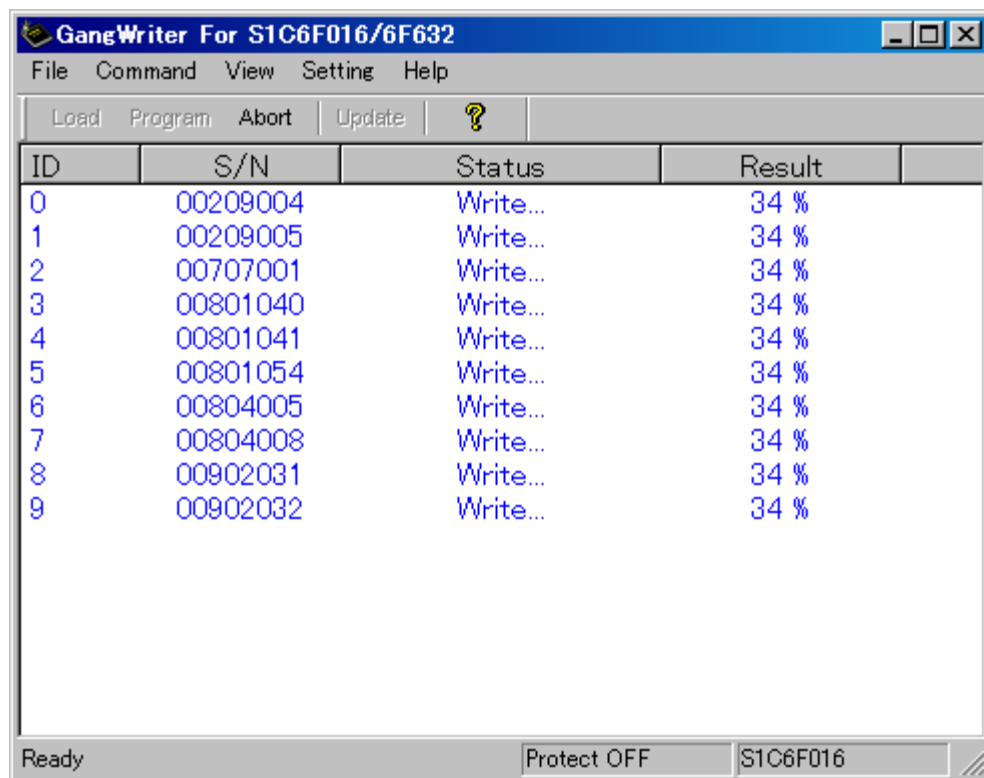 GangWriter For S1C6F016/6F632
File Command View Setting Help
Load Program Abort Update ?
ID S/N Status Result
0 00209004 Write... 34 %
1 00209005 Write... 34 %
2 00707001 Write... 34 %
3 00801040 Write... 34 %
4 00801041 Write... 34 %
5 00801054 Write... 34 %
6 00804005 Write... 34 %
7 00804008 Write... 34 %
8 00902031 Write... 34 %
9 00902032 Write... 34 %
Ready Protect OFF S1C6F016